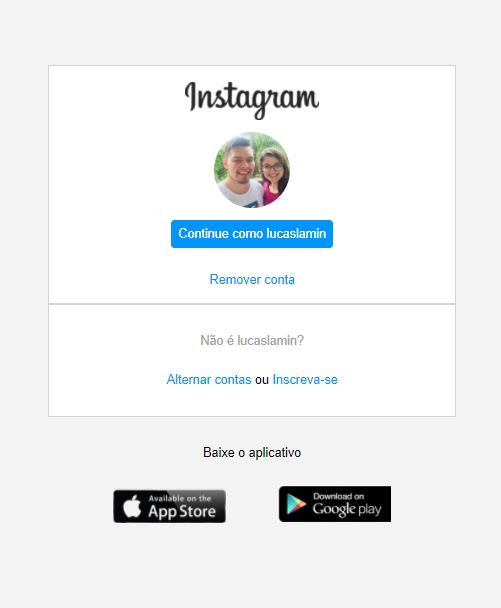 Instagram
Continue como lucaslamin
Remover conta
Não é lucaslamin?
Alternar contas ou Inscreva-se
Baixe o aplicativo
Available on the
App Store
Download on
Google play